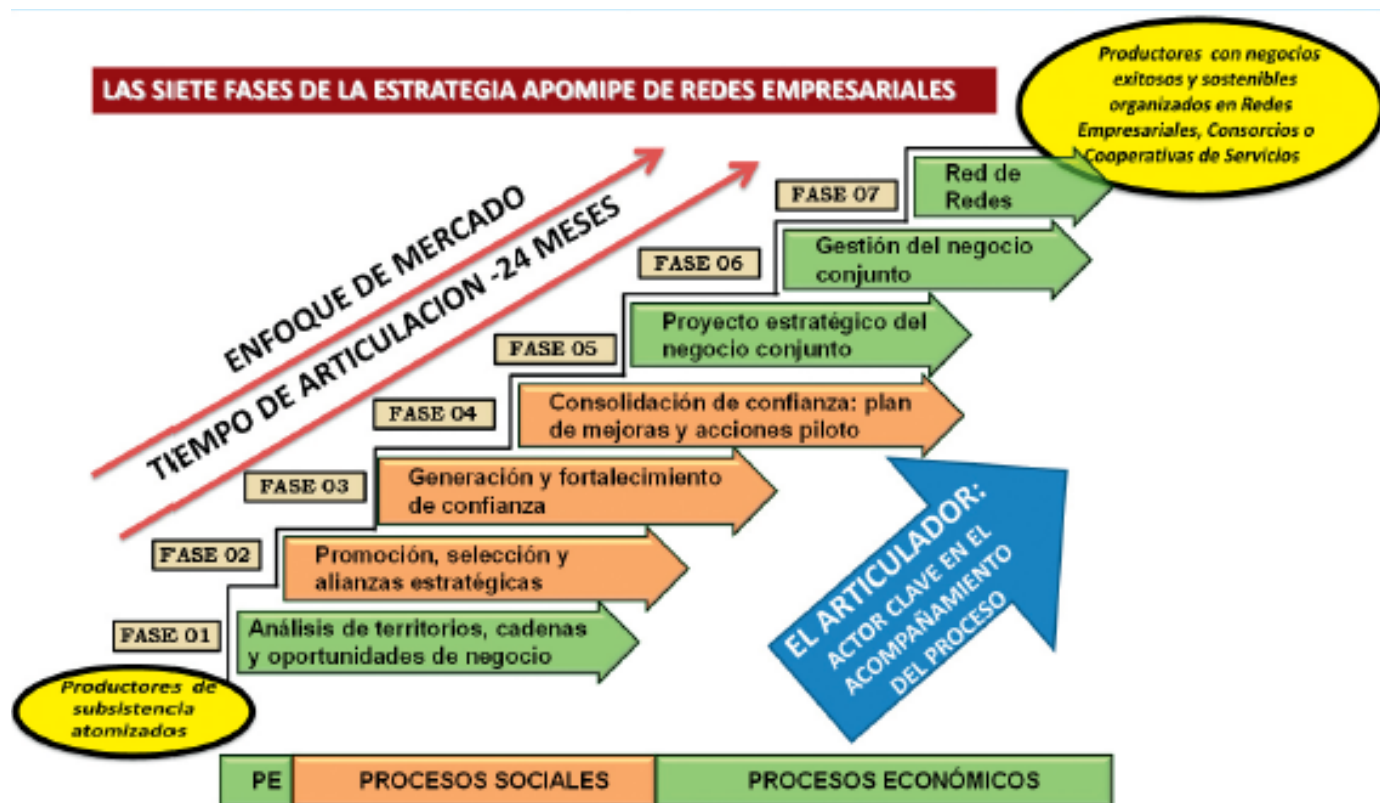 LAS SIETE FASES DE LA ESTRATEGIA APOMIPE DE REDES EMPRESARIALES
Productores con negocios
exitosos y sostenibles
organizados en Redes
Empresariales, Consorcios o
Cooperativas de Servicios
ENFOQUE DE MERCADO
TIEMPO DE ARTICULACION -24 MESES
FASE 07
Red de
Redes
FASE 06
Gestión del negocio
conjunto
FASE 05
Proyecto estratégico del
negocio conjunto
FASE 04
Consolidación de confianza: plan
de mejoras y acciones piloto
FASE 03
Generación y fortalecimiento
de confianza
FASE 02
Promoción, selección y
alianzas estratégicas
FASE 01
Análisis de territorios, cadenas
y oportunidades de negocio
EL ARTICULADOR:
ACTOR CLAVE EN EL
ACOMPAÑAMIENTO
DEL PROCESO
Productores de
subsistencia
atomizados
PE
PROCESOS SOCIALES
PROCESOS ECONÓMICOS